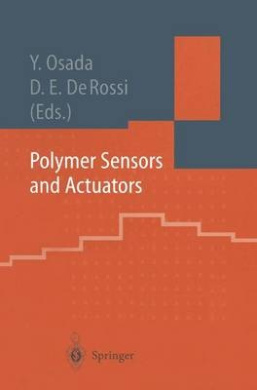 Y. Osada
D. E. De Rossi
(Eds.)
Polymer Sensors
and Actuators
Springer